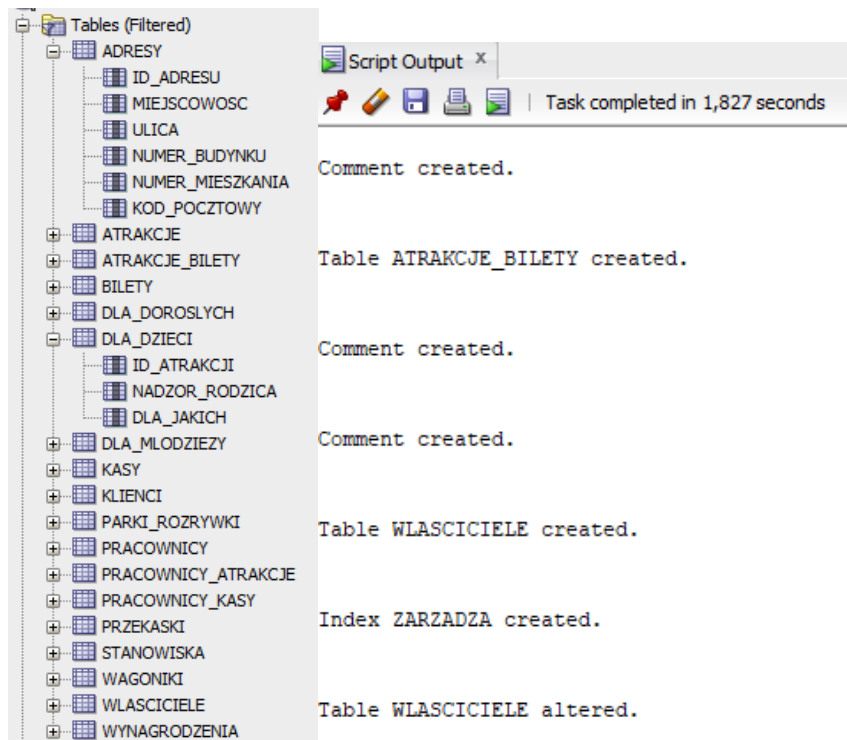 Tables (Filtered)
ADRESY
ID_ADRESU
MIEJSCOWOSC
ULICA
NUMER_BUDYNKU
NUMER_MIESZKANIA
KOD_POCZTOWY
ATRAKCJE
ATRAKCJE_BILETY
BILETY
DLA_DOROSLYCH
DLA_DZIECI
ID_ATRAKCJI
NADZOR_RODZICA
DLA_JAKICH
DLA_MLODZIEZY
KASY
KLIENCI
PARKI_ROZRYWKI
PRACOWNICY
PRACOWNICY_ATRAKCJE
PRACOWNICY_KASY
PRZEKASKI
STANOWISKA
WAGONIKI
WLASCICIELE
WYNAGRODZENIA
Script Output x
Task completed in 1,827 seconds
Comment created.
Table ATRAKCJE_BILETY created.
Comment created.
Comment created.
Table WLASCICIELE created.
Index ZARZADZA created.
Table WLASCICIELE altered.